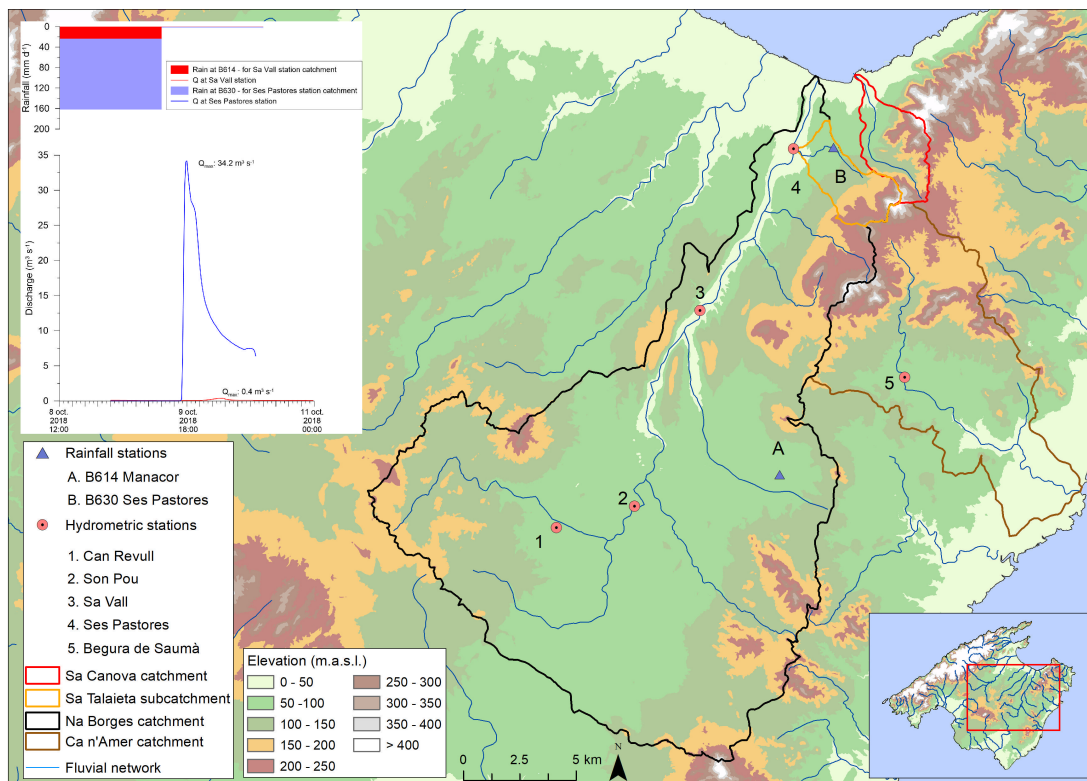 0
40
80
120
160
200
Rainfall (mm d⁻¹)
Rain at B614 - for Sa Vall station catchment
Q at Sa Vall station
Rain at B630 - for Ses Pastores station catchment
Q at Ses Pastores station
35
30
25
20
15
10
5
0
Discharge (m³ s⁻¹)
Qmax: 34.2 m³ s⁻¹
Qmax: 0.4 m³ s⁻¹
8 oct.
2018
12:00
9 oct.
2018
18:00
11 oct.
2018
00:00
B
4
3
5
A
2
1
Rainfall stations
A. B614 Manacor
B. B630 Ses Pastores
Hydrometric stations
1. Can Revull
2. Son Pou
3. Sa Vall
4. Ses Pastores
5. Begura de Saumà
Sa Canova catchment
Sa Talaieta subcatchment
Na Borges catchment
Ca n'Amer catchment
Fluvial network
Elevation (m.a.s.l.)
0 - 50
50 -100
100 - 150
150 - 200
200 - 250
250 - 300
300 - 350
350 - 400
> 400
0 2.5 5 km
N